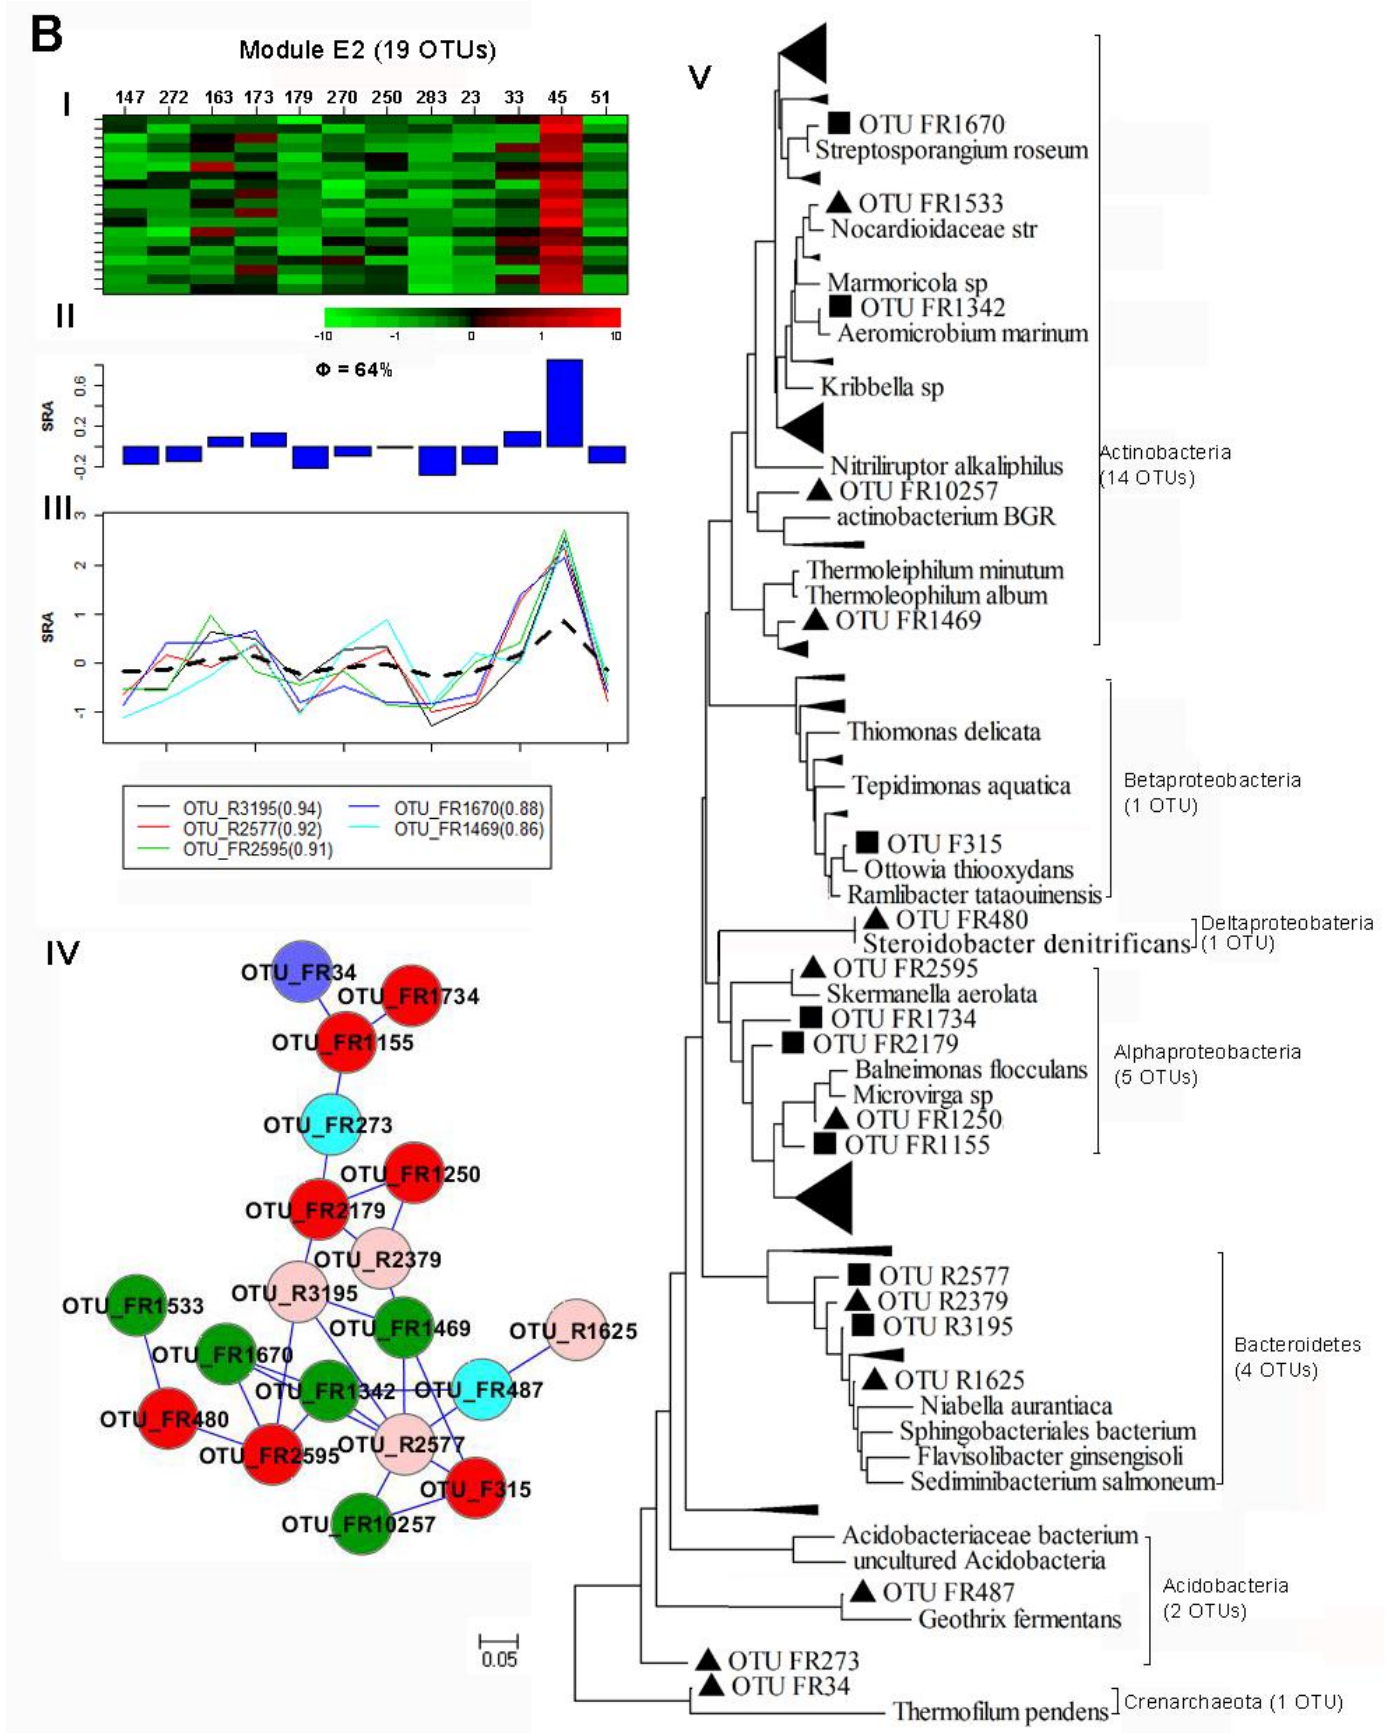 B
Module E2 (19 OTUs)
I
147 272 163 173 179 270 250 283 23 33 45 51
II
-10 -1 0 1 10
Φ = 64%
SRA
0.6
0.2
-0.2
III
SRA
3
2
1
0
-1
OTU_R3195(0.94)
OTU_R2577(0.92)
OTU_FR2595(0.91)
OTU_FR1670(0.88)
OTU_FR1469(0.86)
IV
OTU_FR34
OTU_FR1734
OTU_FR1155
OTU_FR273
OTU_FR1250
OTU_FR2179
OTU_R2379
OTU_R3195
OTU_FR1533
OTU_FR1469
OTU_R1625
OTU_FR1670
OTU_FR1342
OTU_FR487
OTU_FR480
OTU_FR2595
OTU_R2577
OTU_F315
OTU_FR10257
0.05
V
OTU FR1670
Streptosporangium roseum
OTU FR1533
Nocardioidaceae str
Marmoricola sp
OTU FR1342
Aeromicrobium marinum
Kribbella sp
Nitriliruptor alkaliphilus
OTU FR10257
actinobacterium BGR
Thermoleiphilum minutum
Thermoleophilum album
OTU FR1469
Actinobacteria
(14 OTUs)
Thiomonas delicata
Tepidimonas aquatica
OTU F315
Ottowia thiooxydans
Ramlibacter tataouinensis
Betaproteobacteria
(1 OTU)
OTU FR480
Steroidobacter denitrificans
Deltaproteobateria
(1 OTU)
OTU FR2595
Skermanella aerolata
OTU FR1734
OTU FR2179
Balneimonas flocculans
Microvirga sp
OTU FR1250
OTU FR1155
Alphaproteobacteria
(5 OTUs)
OTU R2577
OTU R2379
OTU R3195
OTU R1625
Niabella aurantiaca
Sphingobacteriales bacterium
Flavisolibacter ginsengisoli
Sediminibacterium salmoneum
Bacteroidetes
(4 OTUs)
Acidobacteriaceae bacterium
uncultured Acidobacteria
OTU FR487
Geothrix fermentans
OTU FR273
Acidobacteria
(2 OTUs)
OTU FR34
Thermofilum pendens
Crenarchaeota (1 OTU)